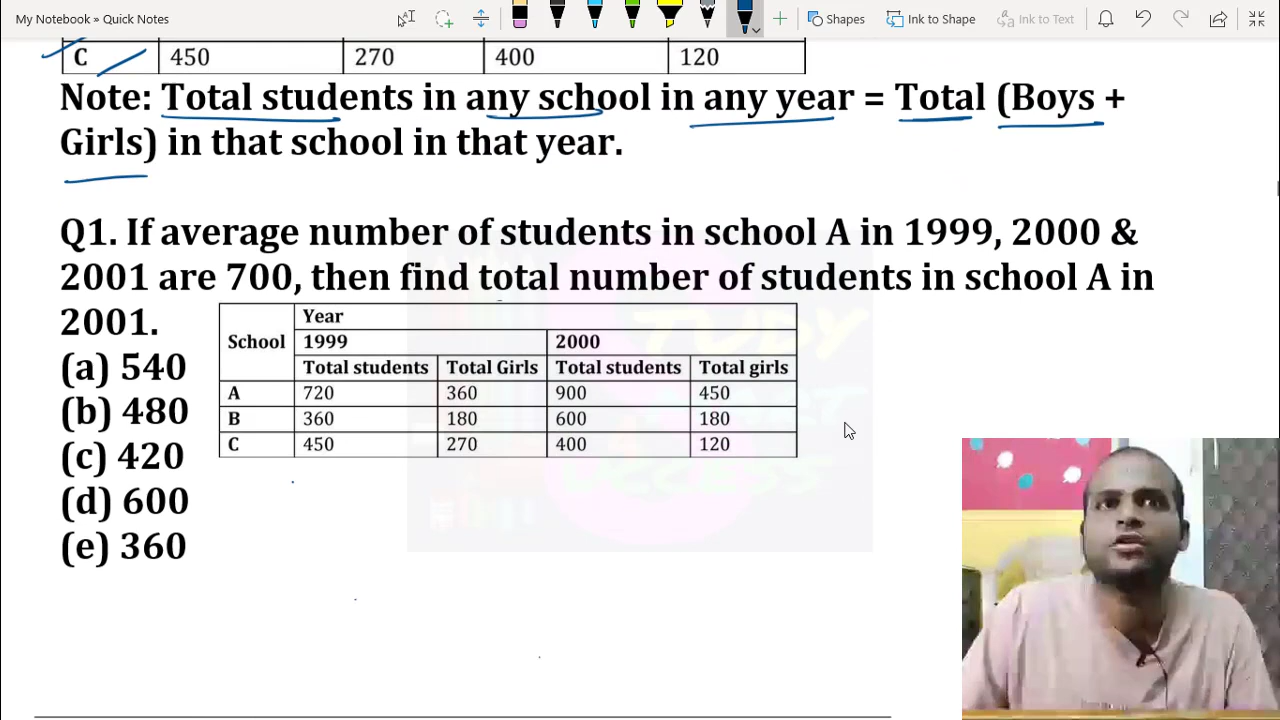 My Notebook » Quick Notes
Shapes
Ink to Shape
Ink to Text
C 450 270 400 120
Note: Total students in any school in any year = Total (Boys +
Girls) in that school in that year.
Q1. If average number of students in school A in 1999, 2000 &
2001 are 700, then find total number of students in school A in
2001.
(a) 540
(b) 480
(c) 420
(d) 600
(e) 360
School Year
1999 2000
Total students Total Girls Total students Total girls
A 720 360 900 450
B 360 180 600 180
C 450 270 400 120
TUDY
UCCESS